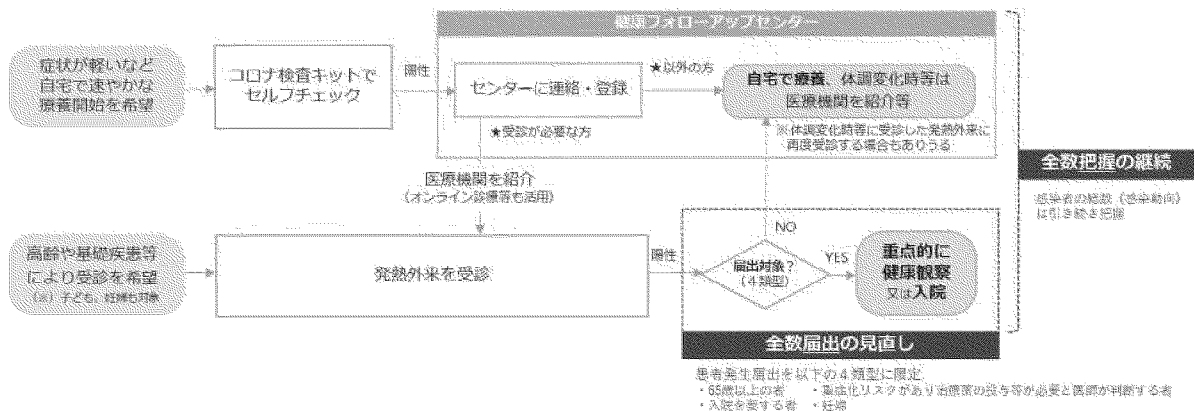 健康フォローアップセンター
症状が軽いなど
自宅で速やかな
療養開始を希望
コロナ検査キットで
セルフチェック
陽性
センターに連絡・登録
★以外の方
自宅で療養、体調変化時等は
医療機関を紹介等
★受診が必要な方
※体調変化時等に受診した発熱外来に
再度受診する場合もありうる
医療機関を紹介
(オンライン診療等も活用)
全数把握の継続
感染者の総数(感染動向)
は引き続き把握
高齢や基礎疾患等
により受診を希望
(※)子ども、妊婦も対象
発熱外来を受診
陽性
届出対象?
(4類型)
NO
YES
重点的に
健康観察
又は入院
全数届出の見直し
患者発生届出を以下の4類型に限定
・65歳以上の者 ・重症化リスクがあり治療薬の投与等が必要と医師が判断する者
・入院を要する者 ・妊婦